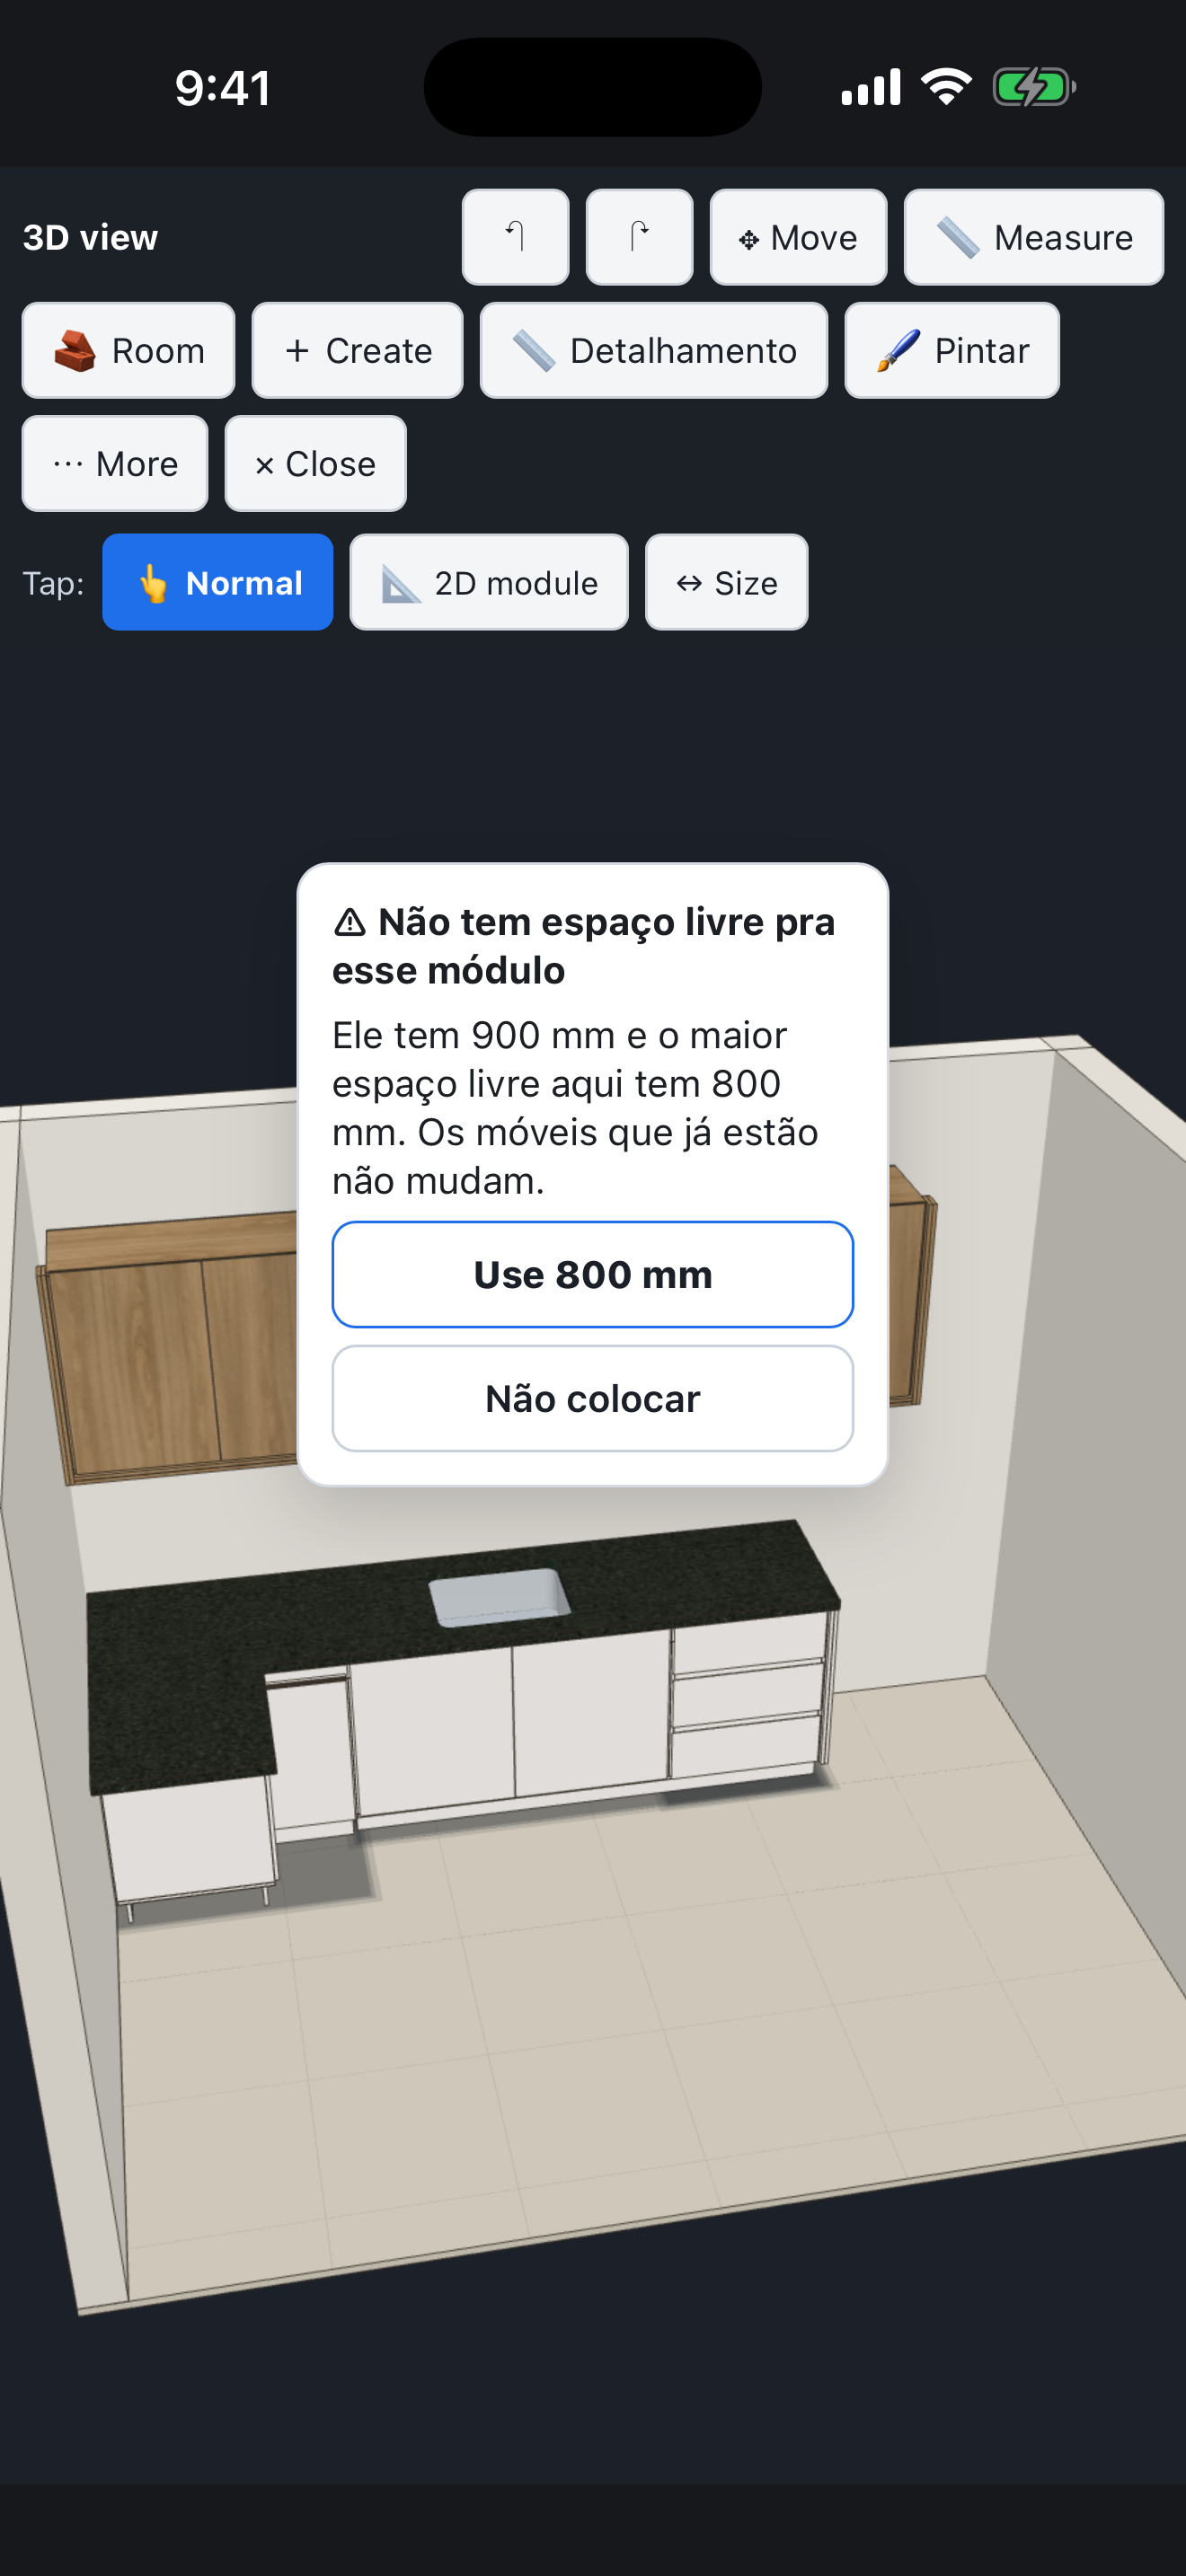 9:41
3D view
Move
Measure
Room
+ Create
Detalhamento
Pintar
··· More
× Close
Tap:
Normal
2D module
↔ Size
⚠ Não tem espaço livre pra
esse módulo
Ele tem 900 mm e o maior
espaço livre aqui tem 800
mm. Os móveis que já estão
não mudam.
Use 800 mm
Não colocar